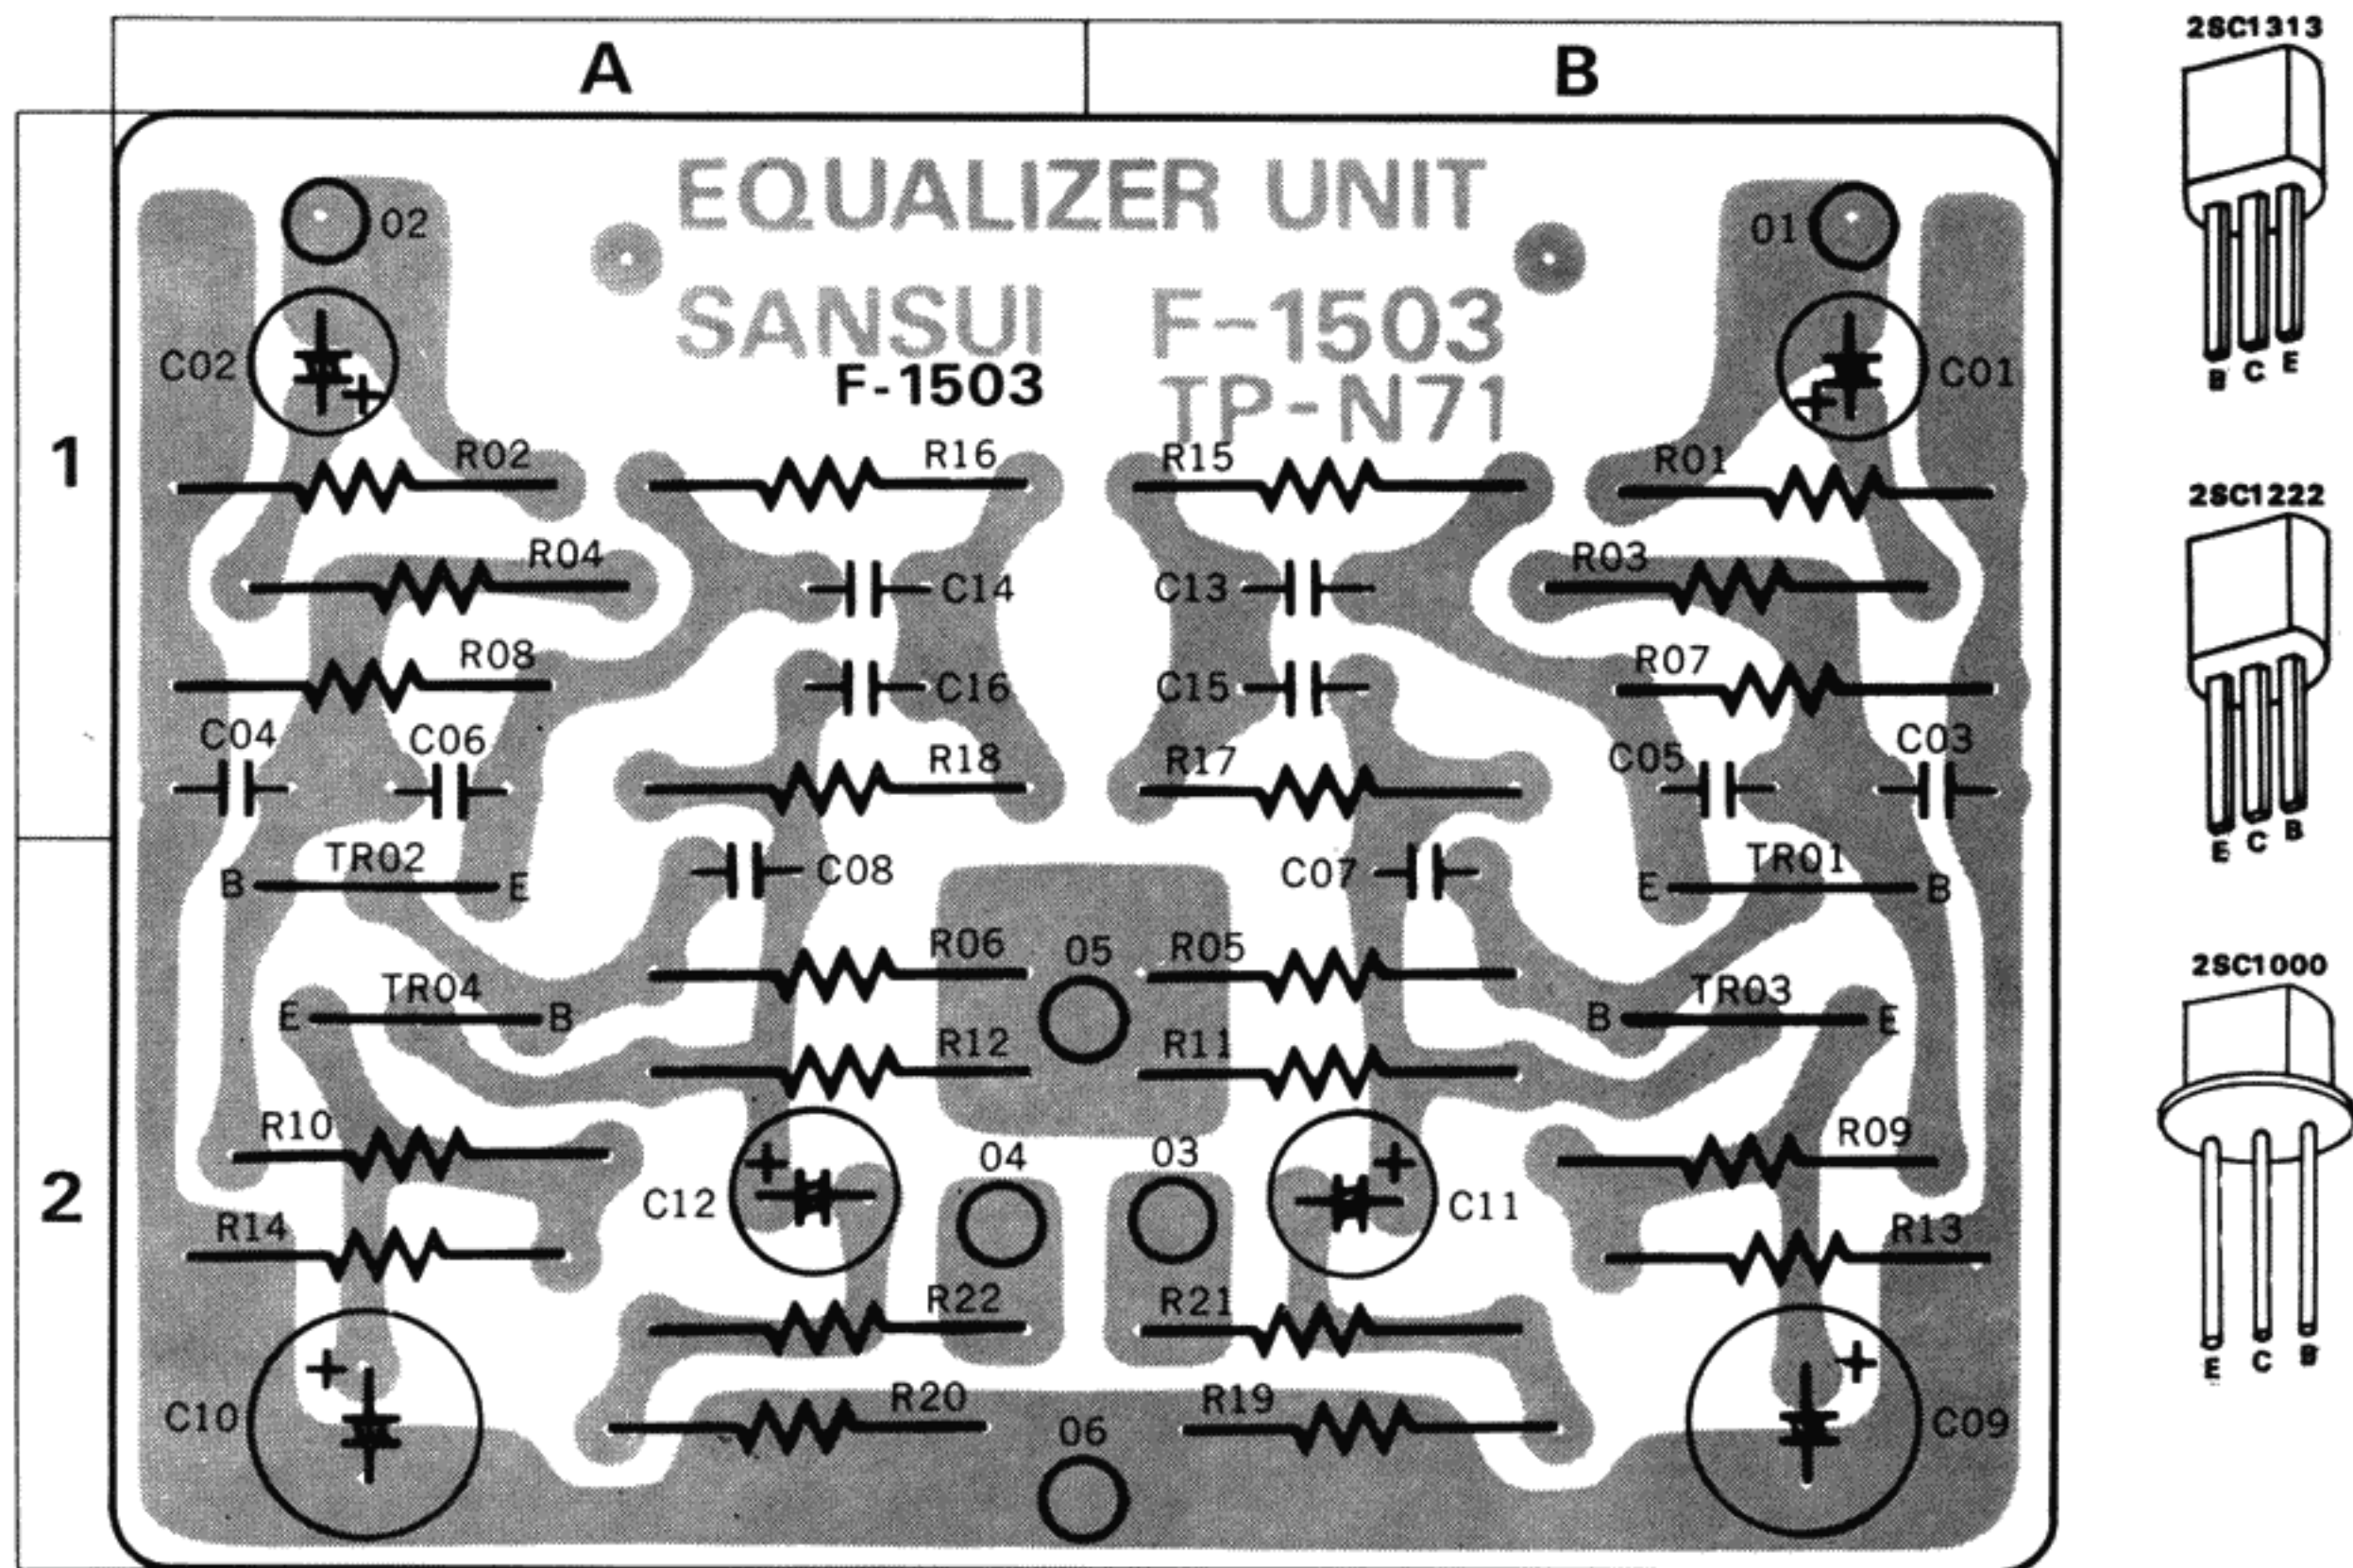 A B
EQUALIZER UNIT
SANSUI F-1503
F-1503
TP-N71
1
2
02 01
C02 C01
R02 R16 R15 R01
R04 R03
C14 C13
R08 R07
C16 C15
C04 C06 R18 R17 C05 C03
B TR02 E C08 C07 E TR01 B
R06 05 R05
E TR04 B B TR03 E
R12 R11
R10 + 04 03 + R09
C12 C11
R14 R13
R22 R21
+ +
C10 R20 R19 C09
06
2SC1313
B C E
2SC1222
E C B
2SC1000
E C B